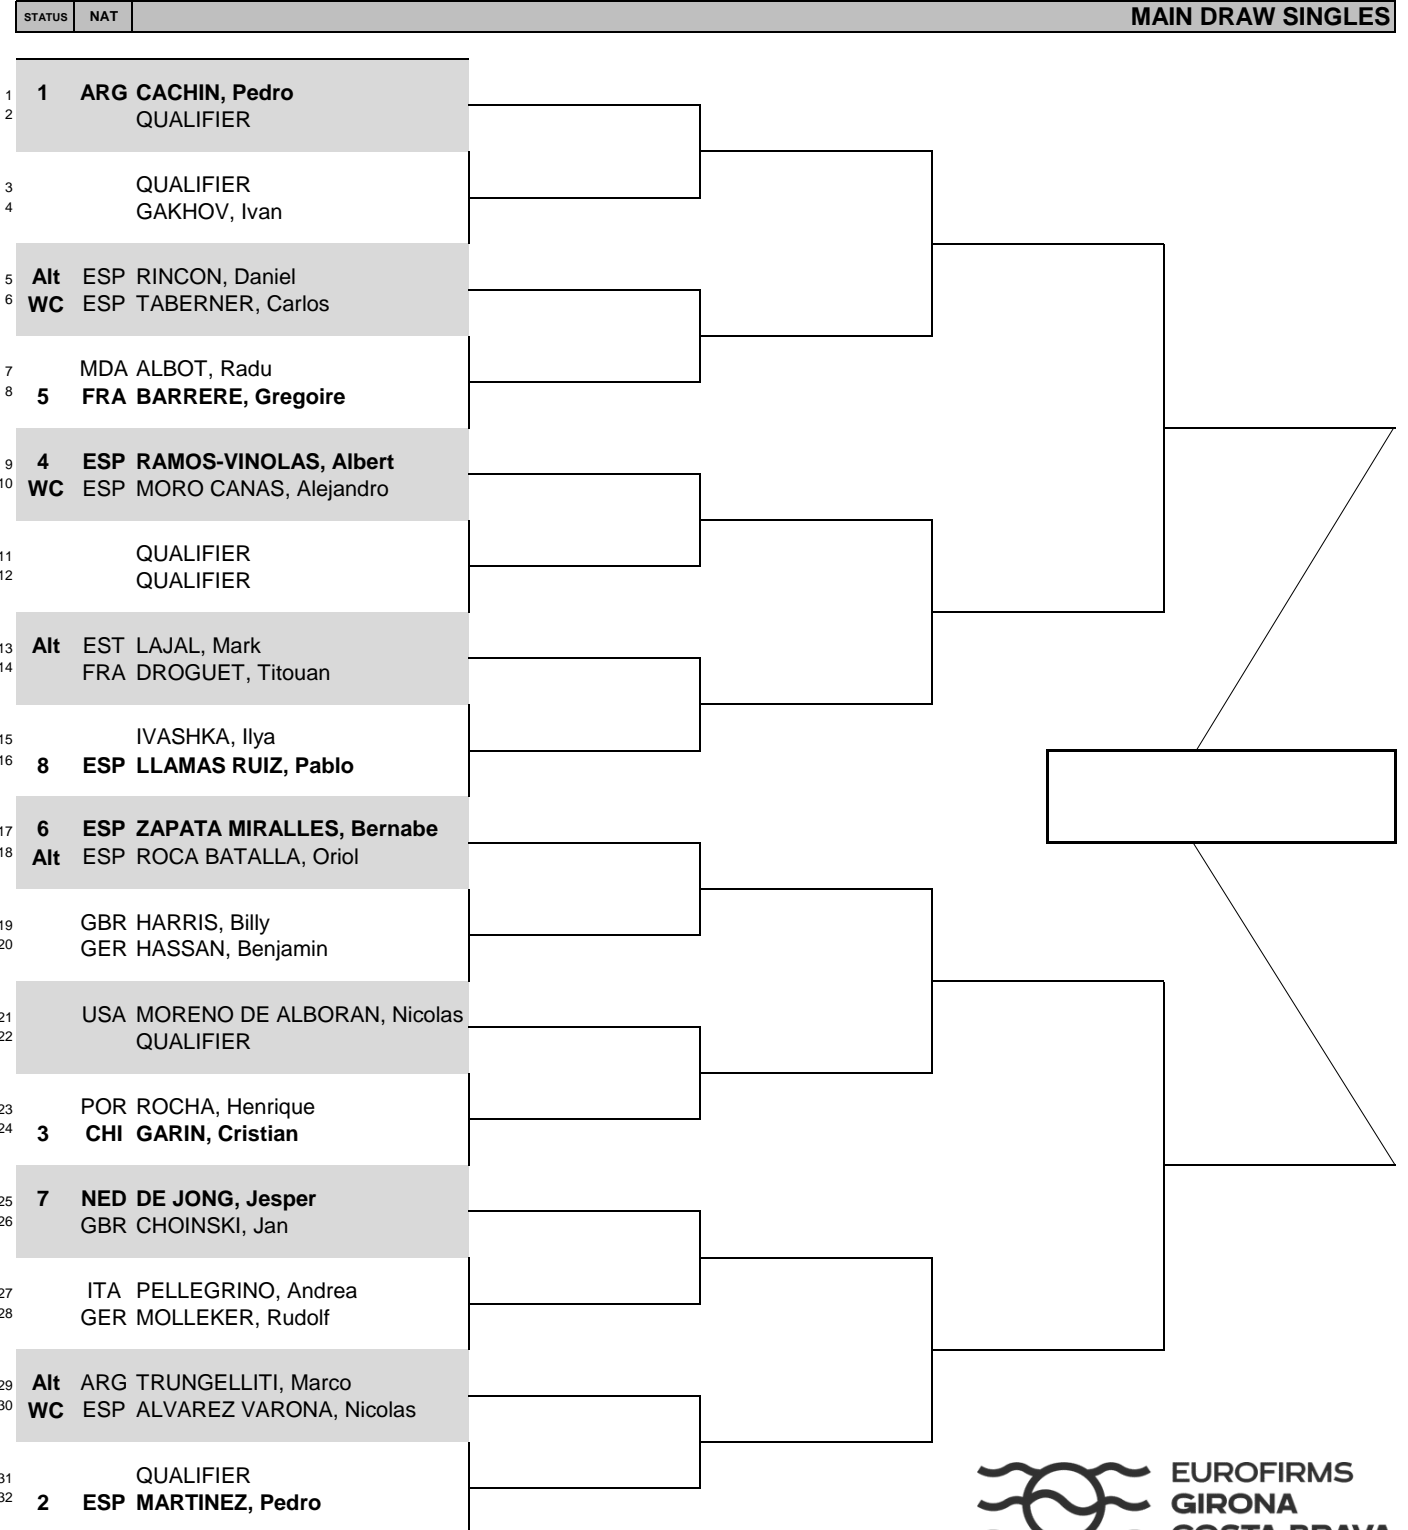 STATUS NAT MAIN DRAW SINGLES
1 1 ARG CACHIN, Pedro
2 QUALIFIER
3 QUALIFIER
4 GAKHOV, Ivan
5 Alt ESP RINCON, Daniel
6 WC ESP TABERNER, Carlos
7 MDA ALBOT, Radu
8 5 FRA BARRERE, Gregoire
9 4 ESP RAMOS-VINOLAS, Albert
10 WC ESP MORO CANAS, Alejandro
11 QUALIFIER
12 QUALIFIER
13 Alt EST LAJAL, Mark
14 FRA DROGUET, Titouan
15 IVASHKA, Ilya
16 8 ESP LLAMAS RUIZ, Pablo
17 6 ESP ZAPATA MIRALLES, Bernabe
18 Alt ESP ROCA BATALLA, Oriol
19 GBR HARRIS, Billy
20 GER HASSAN, Benjamin
21 USA MORENO DE ALBORAN, Nicolas
22 QUALIFIER
23 POR ROCHA, Henrique
24 3 CHI GARIN, Cristian
25 7 NED DE JONG, Jesper
26 GBR CHOINSKI, Jan
27 ITA PELLEGRINO, Andrea
28 GER MOLLEKER, Rudolf
29 Alt ARG TRUNGELLITI, Marco
30 WC ESP ALVAREZ VARONA, Nicolas
31 QUALIFIER
32 2 ESP MARTINEZ, Pedro
EUROFIRMS
GIRONA
COSTA BRAVA